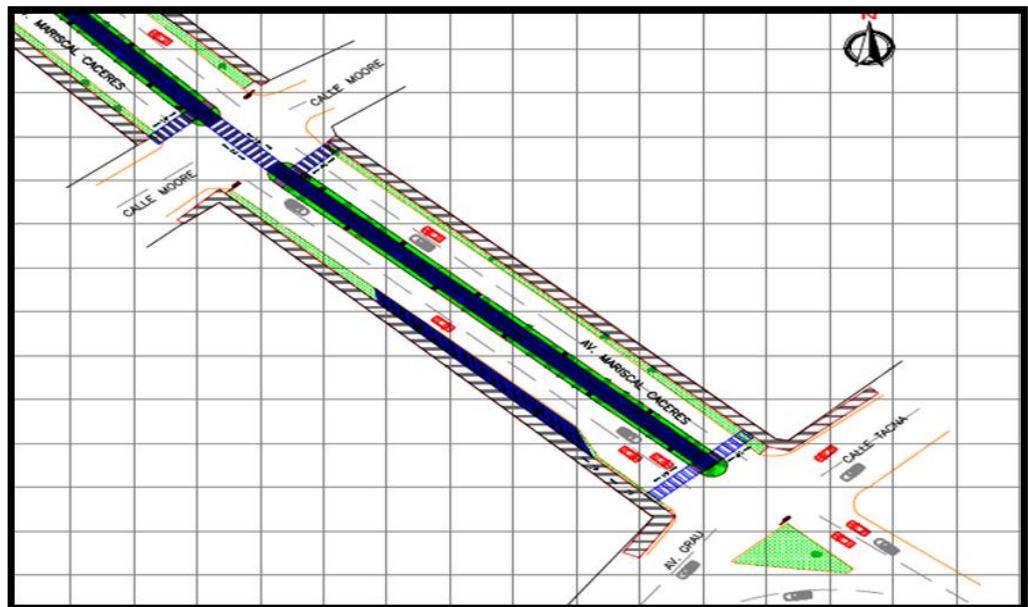 N
AV. MARISCAL
CACERES
CALLE MOORE
CALLE MOORE
AV. MARISCAL CACERES
CALLE TACNA
AV. GRAU